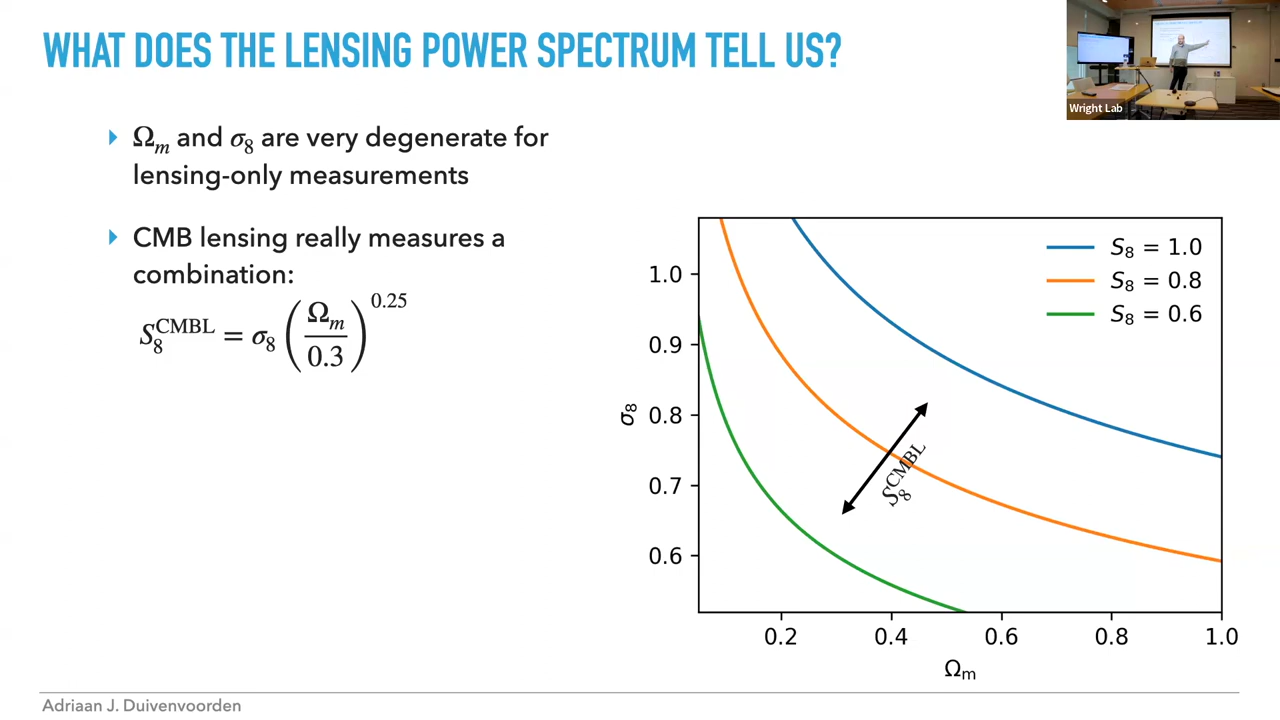 WHAT DOES THE LENSING POWER SPECTRUM TELL US?
Wright Lab
Ωm and σ8 are very degenerate for
lensing-only measurements
CMB lensing really measures a
combination:
S8^CMBL = σ8 (Ωm / 0.3)^0.25
S8 = 1.0
S8 = 0.8
S8 = 0.6
1.0
0.9
0.8
0.7
0.6
σ8
S8^CMBL
0.2 0.4 0.6 0.8 1.0
Ωm
Adriaan J. Duivenvoorden